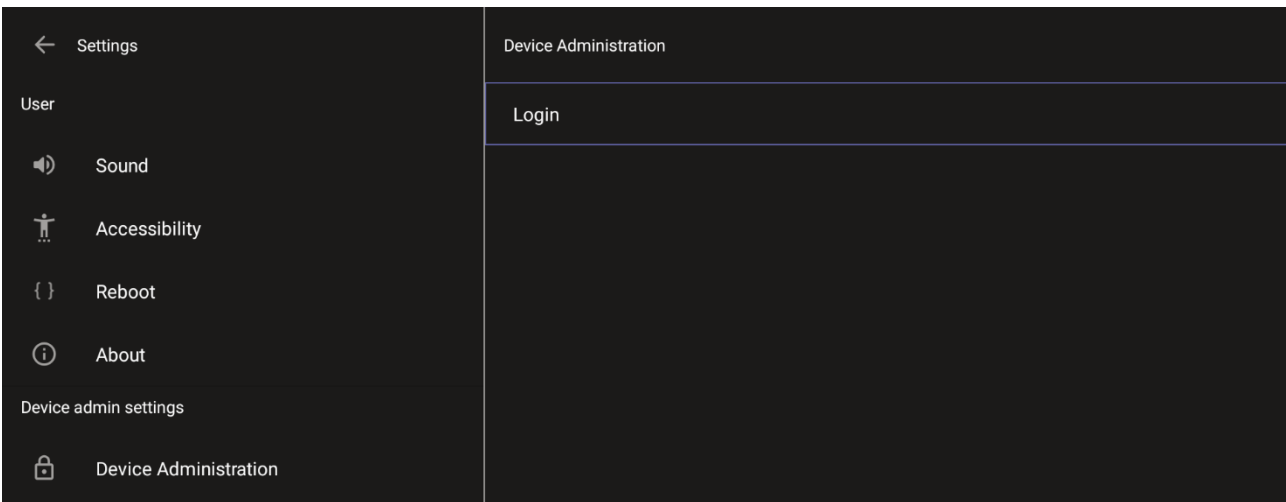 Settings
User
Sound
Accessibility
Reboot
About
Device admin settings
Device Administration
Device Administration
Login